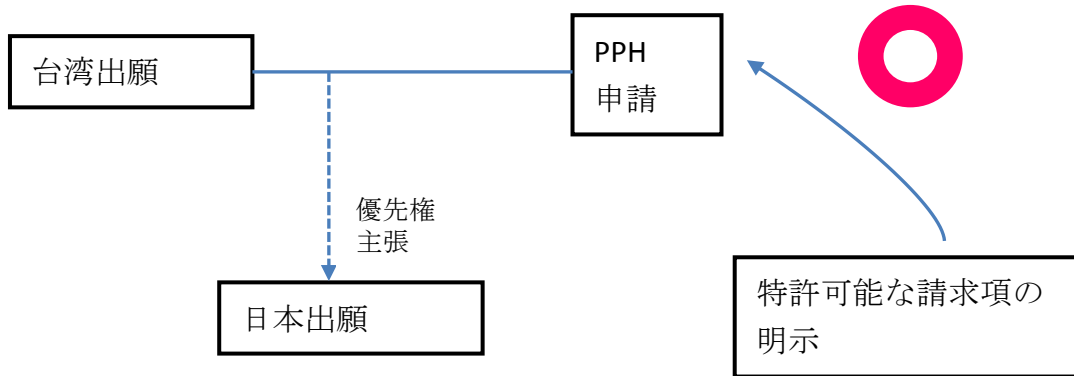 台湾出願
PPH
申請
優先権
主張
日本出願
特許可能な請求項の
明示